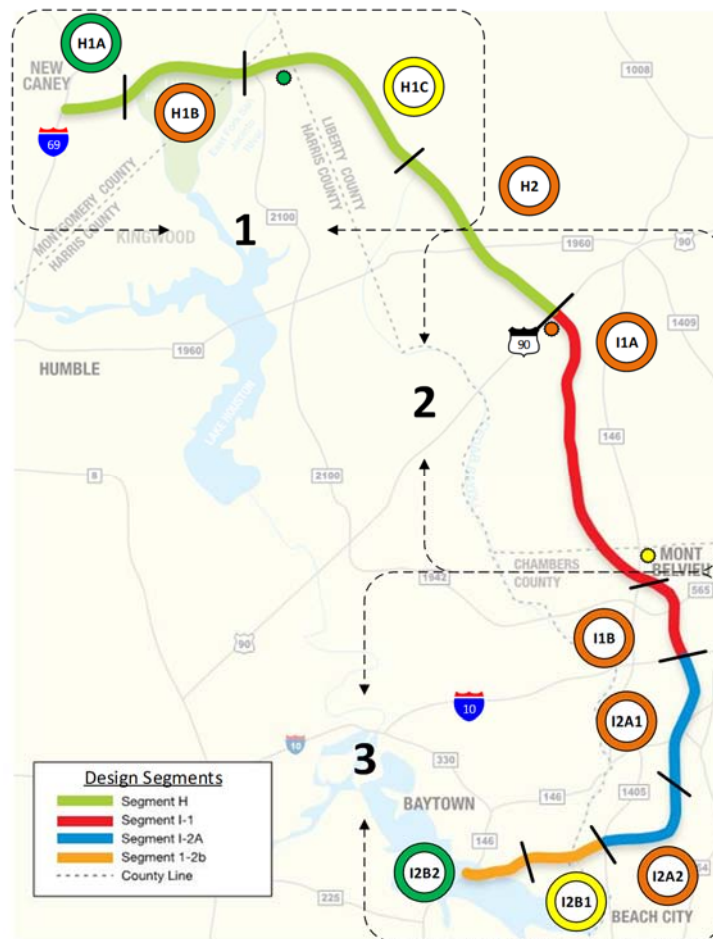 H1A
NEW
CANEY
H1C
1008
H1B
69
LIBERTY COUNTY
HARRIS COUNTY
H2
MONTGOMERY COUNTY
HARRIS COUNTY
2100
KINGWOOD
1
1960
90
1409
90
I1A
1960
HUMBLE
2
LAKE HOUSTON
146
8
2100
MONT
BELVIEU
CHAMBERS
COUNTY
1942
565
90
I1B
10
I2A1
10
3
330
Design Segments
Segment H
Segment I-1
Segment I-2A
Segment 1-2b
County Line
BAYTOWN
146
1405
146
I2B2
I2A2
225
I2B1
BEACH CITY